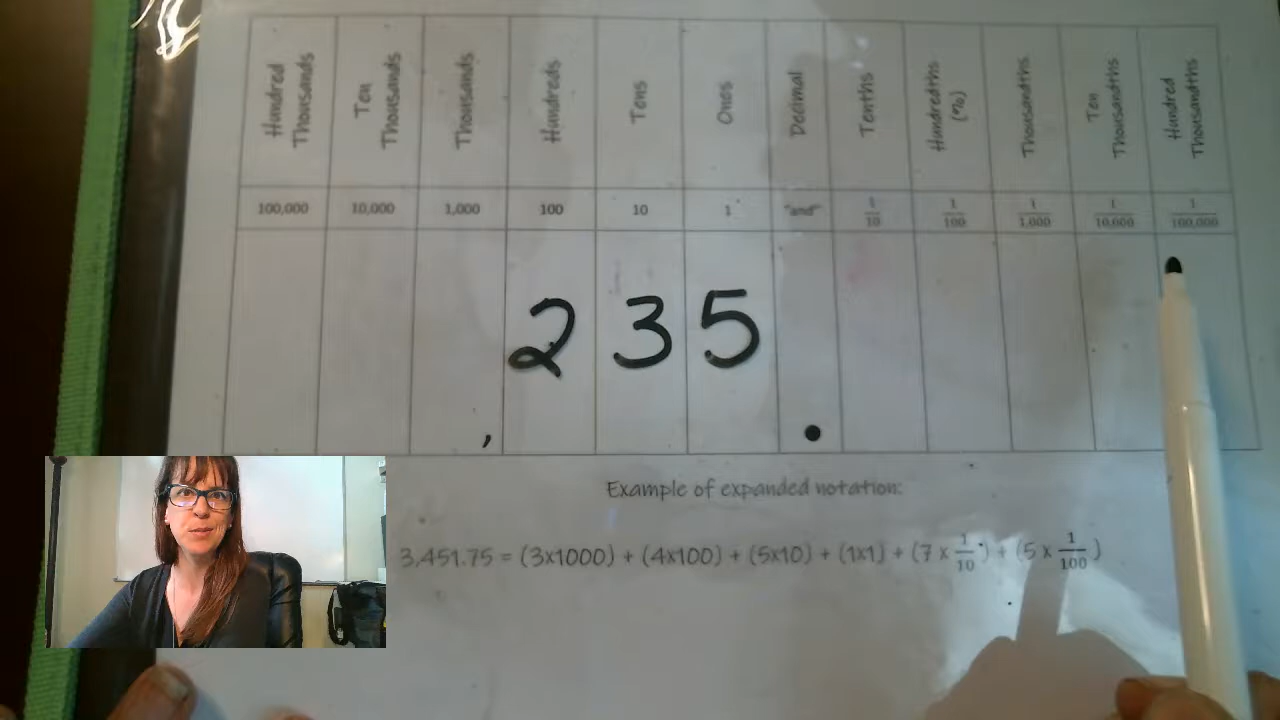 Hundred Thousands Ten Thousands Thousands Hundreds Tens Ones Decimal Tenths Hundredths (%) Thousandths Ten Thousandths Hundred Thousandths
100,000 10,000 1,000 100 10 1 "and" 1/10 1/100 1/1,000 1/10,000 1/100,000
, 2 3 5 .
Example of expanded notation:
3,451.75 = (3x1000) + (4x100) + (5x10) + (1x1) + (7 x 1/10) + (5 x 1/100)